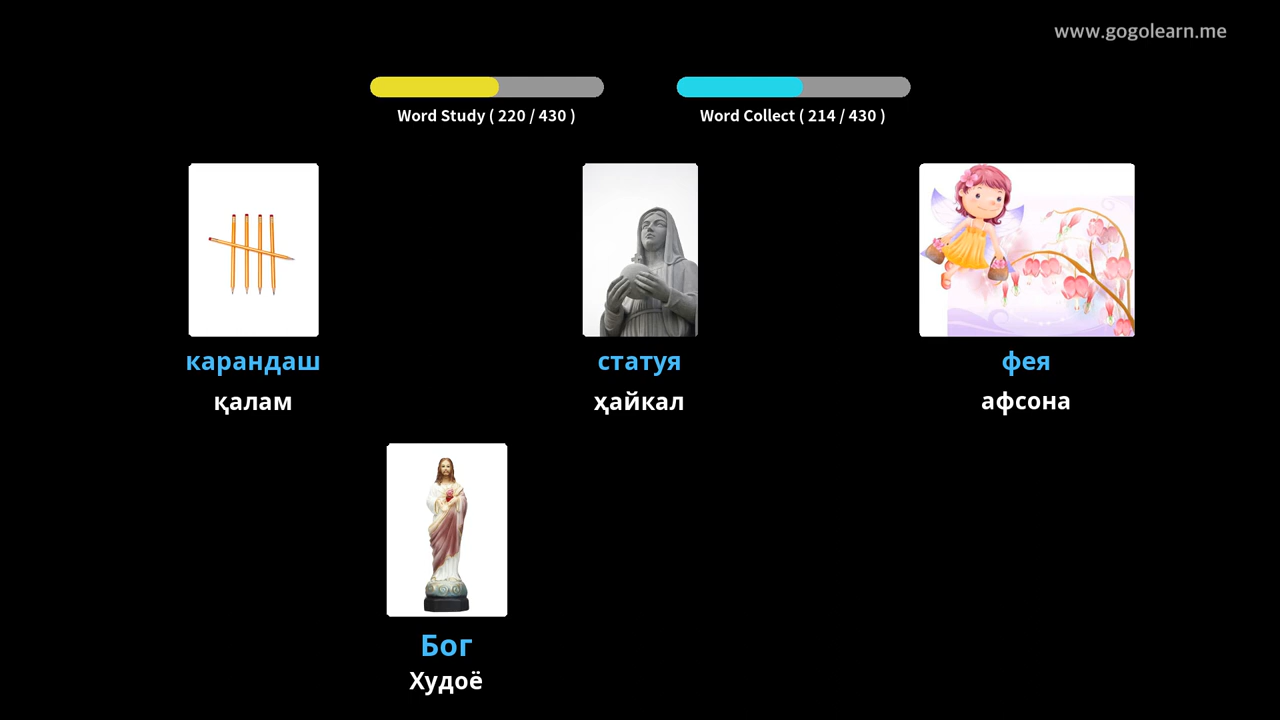 www.gogolearn.me
Word Study ( 220 / 430 )
Word Collect ( 214 / 430 )
карандаш
қалам
статуя
ҳайкал
фея
афсона
Бог
Худоё